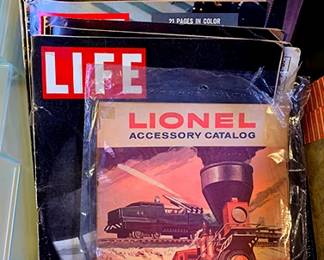 21 PAGES IN COLOR
LIFE
LIONEL
ACCESSORY CATALOG